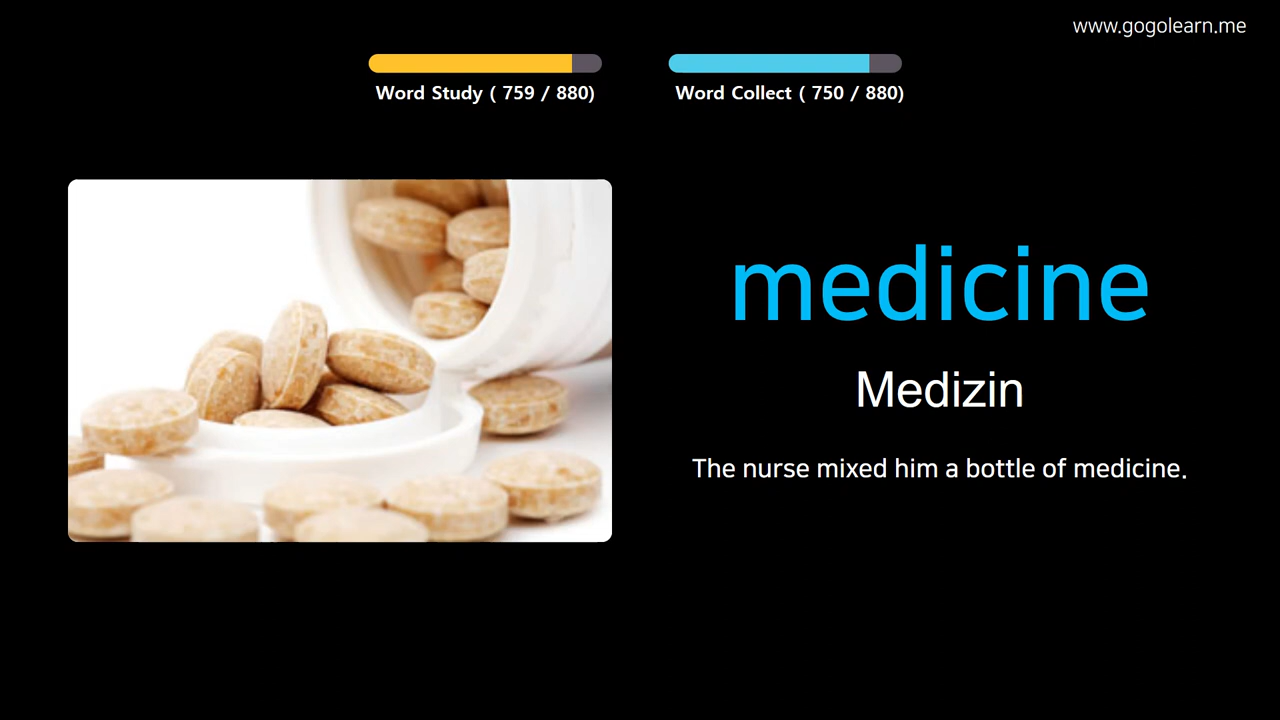 www.gogolearn.me
Word Study ( 759 / 880)
Word Collect ( 750 / 880)
medicine
Medizin
The nurse mixed him a bottle of medicine.